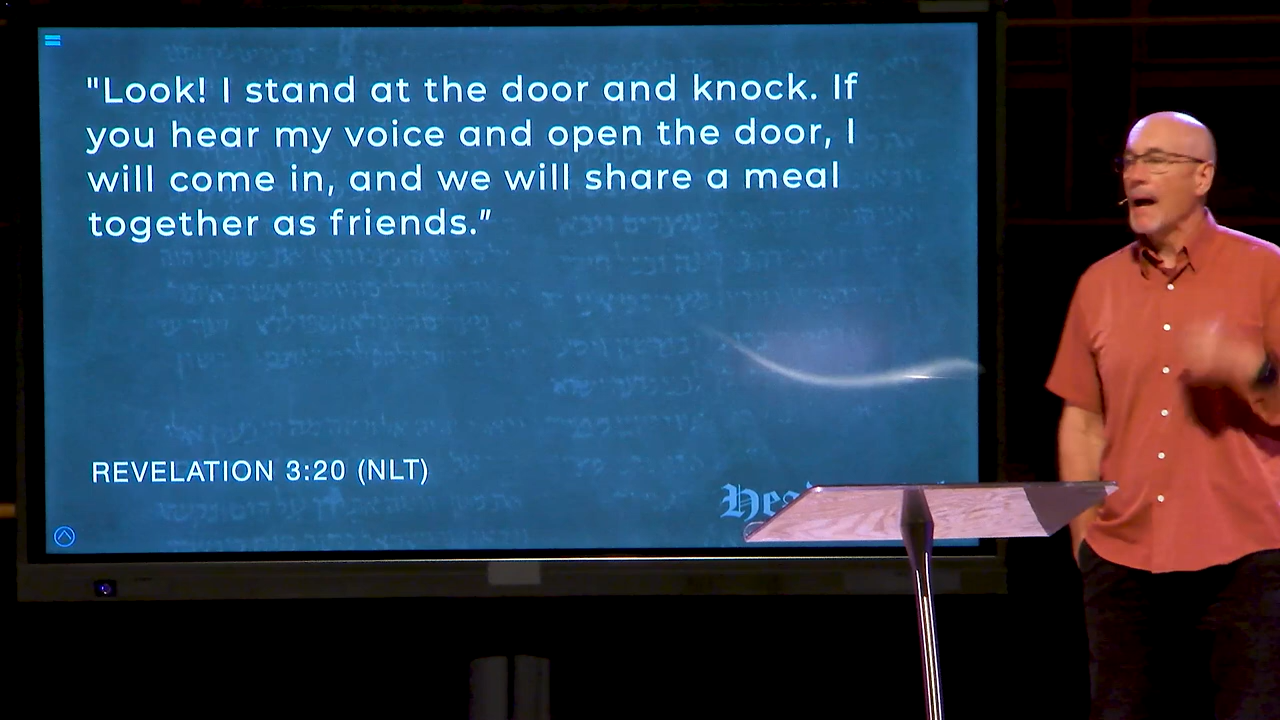 "Look! I stand at the door and knock. If
you hear my voice and open the door, I
will come in, and we will share a meal
together as friends."
REVELATION 3:20 (NLT)